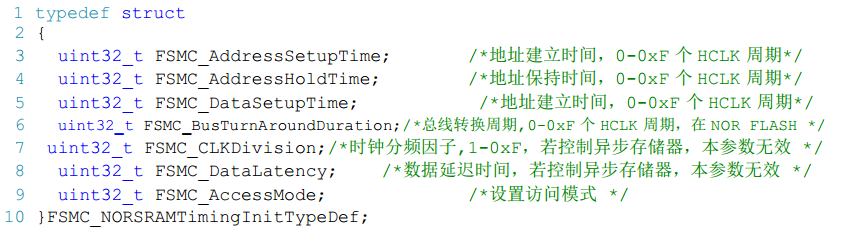 1 typedef struct
2 {
3 uint32_t FSMC_AddressSetupTime; /*地址建立时间，0-0xF 个 HCLK 周期*/
4 uint32_t FSMC_AddressHoldTime; /*地址保持时间，0-0xF 个 HCLK 周期*/
5 uint32_t FSMC_DataSetupTime; /*地址建立时间，0-0xF 个 HCLK 周期*/
6 uint32_t FSMC_BusTurnAroundDuration;/*总线转换周期,0-0xF 个 HCLK 周期，在 NOR FLASH */
7 uint32_t FSMC_CLKDivision;/*时钟分频因子,1-0xF，若控制异步存储器，本参数无效 */
8 uint32_t FSMC_DataLatency; /*数据延迟时间，若控制异步存储器，本参数无效 */
9 uint32_t FSMC_AccessMode; /*设置访问模式 */
10 }FSMC_NORSRAMTimingInitTypeDef;